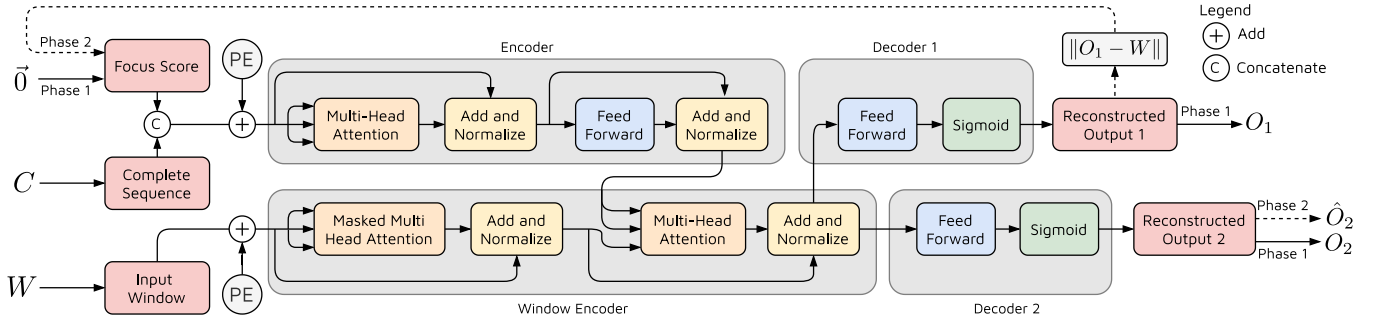 Legend
+ Add
C Concatenate
Phase 2
Focus Score
$\vec{0}$
Phase 1
PE
Encoder
Multi-Head
Attention
Add and
Normalize
Feed
Forward
Add and
Normalize
Decoder 1
Feed
Forward
Sigmoid
‖O₁ − W‖
Reconstructed
Output 1
Phase 1
O₁
C
+
C
Complete
Sequence
W
Input
Window
+
PE
Masked Multi
Head Attention
Add and
Normalize
Multi-Head
Attention
Add and
Normalize
Window Encoder
Feed
Forward
Sigmoid
Decoder 2
Reconstructed
Output 2
Phase 2
Ô₂
Phase 1
O₂